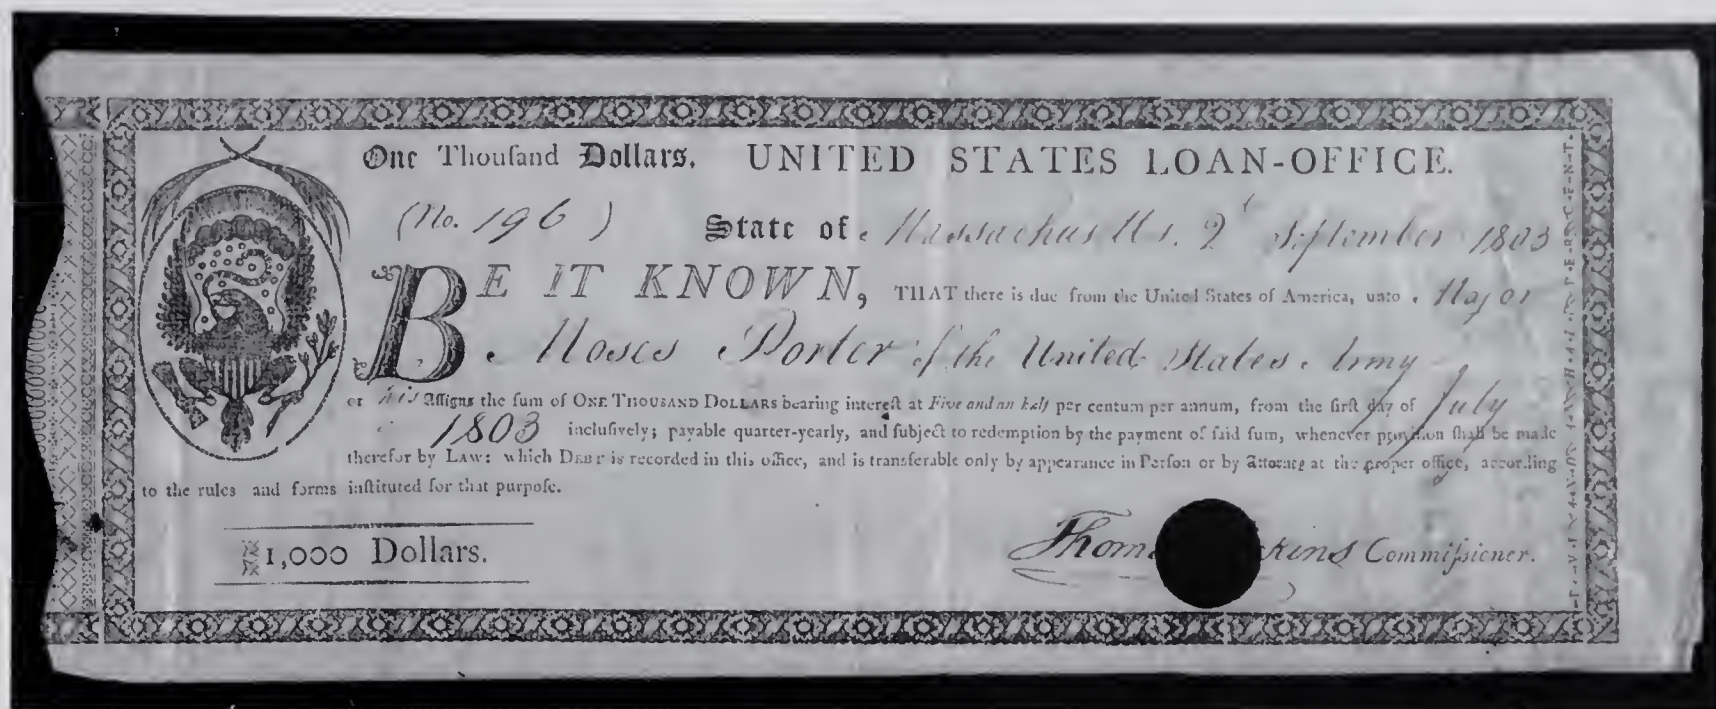 One Thouſand Dollars. UNITED STATES LOAN-OFFICE.
(No. 196) State of Massachusetts. 2ᵈ September 1803
BE IT KNOWN, THAT there is due from the United States of America, unto Major
Moses Porter of the United States Army
or his Aſſigns the ſum of ONE THOUSAND DOLLARS bearing intereſt at Five and an half per centum per annum, from the firſt day of July
1803 incluſively; payable quarter-yearly, and ſubject to redemption by the payment of ſaid ſum, whenever proviſion ſhall be made
therefor by LAW: which DEBT is recorded in this office, and is transferable only by appearance in Perſon or by Attorney at the proper office, according
to the rules and forms inſtituted for that purpoſe.
1,000 Dollars.
Thom kins Commiſſioner.